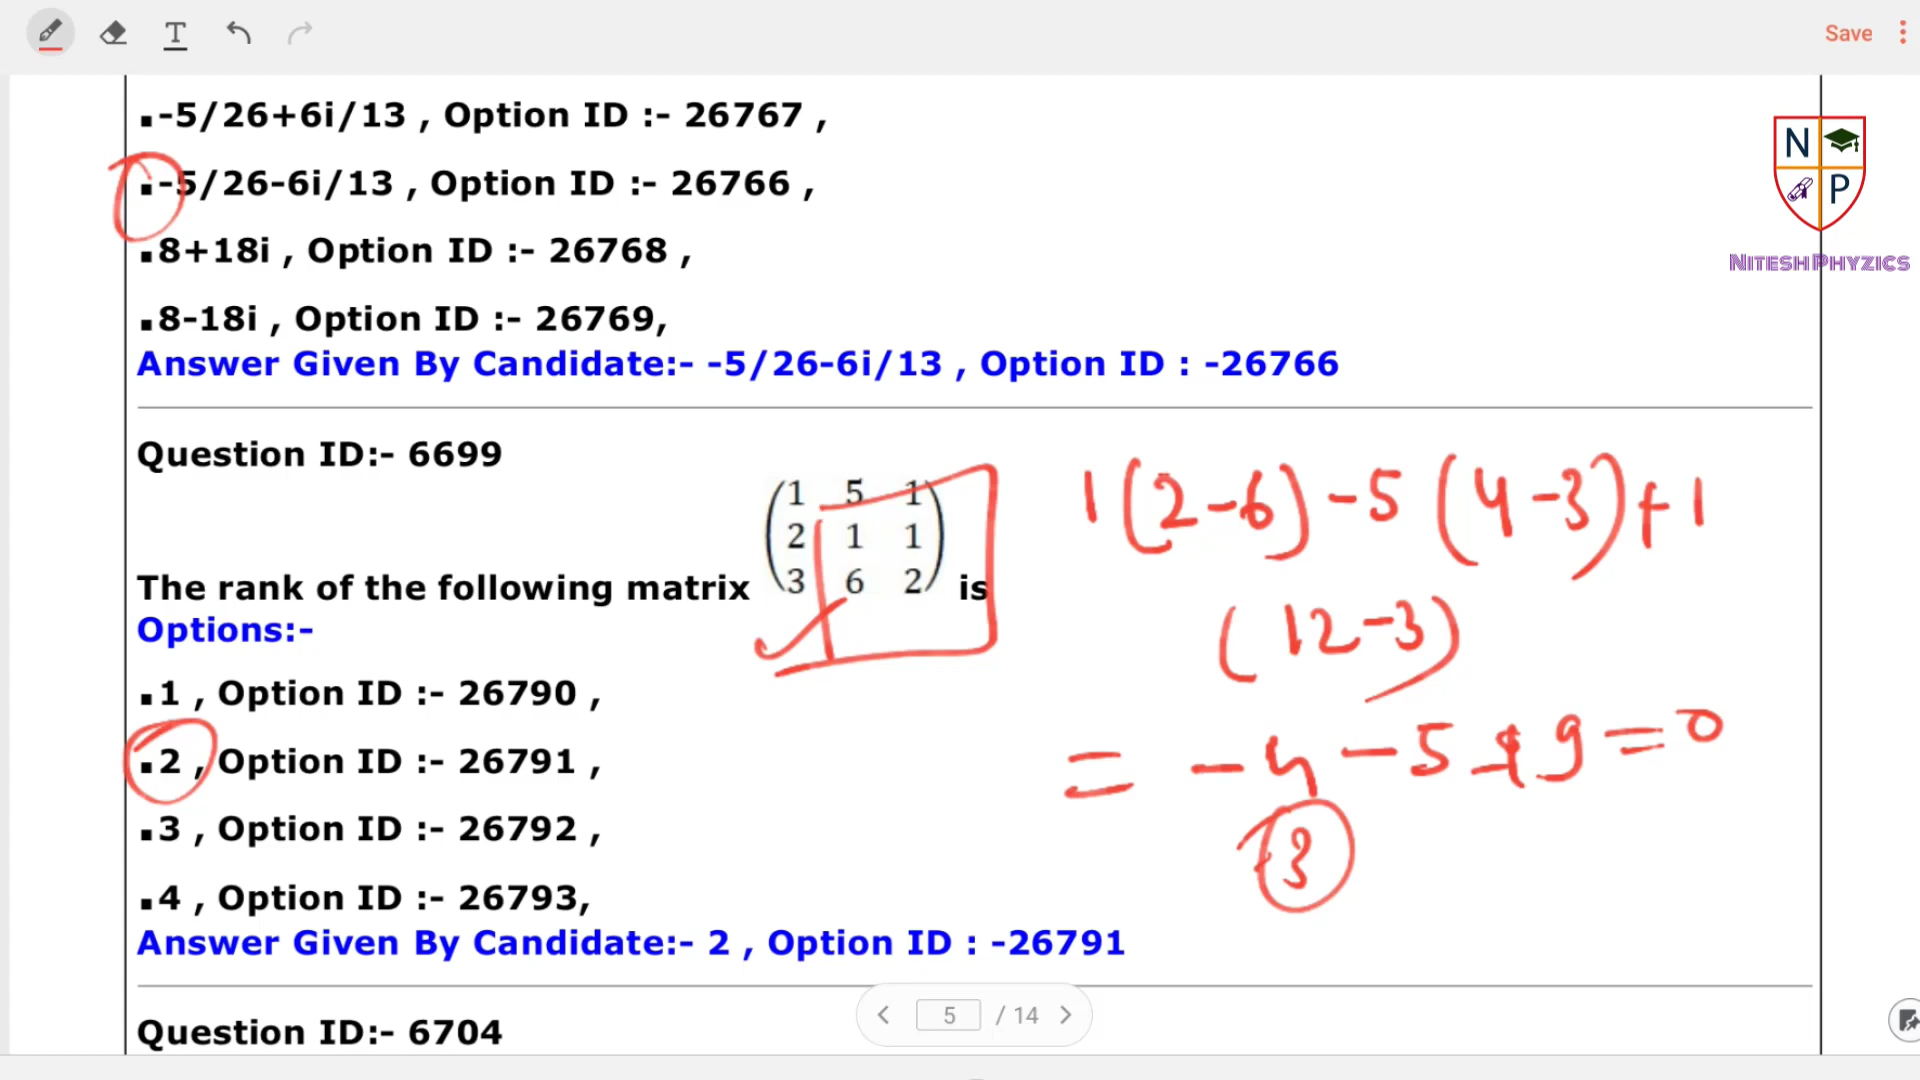 Save
.-5/26+6i/13 , Option ID :- 26767 ,
.-5/26-6i/13 , Option ID :- 26766 ,
.8+18i , Option ID :- 26768 ,
.8-18i , Option ID :- 26769,
Answer Given By Candidate:- -5/26-6i/13 , Option ID : -26766
N P
NITESHPHYZICS
Question ID:- 6699
1 5 1
2 1 1
3 6 2
The rank of the following matrix is
Options:-
.1 , Option ID :- 26790 ,
.2 , Option ID :- 26791 ,
.3 , Option ID :- 26792 ,
.4 , Option ID :- 26793,
Answer Given By Candidate:- 2 , Option ID : -26791
1(2-6)-5(4-3)+1
(12-3)
= -4-5+9=0
3
Question ID:- 6704
5 / 14